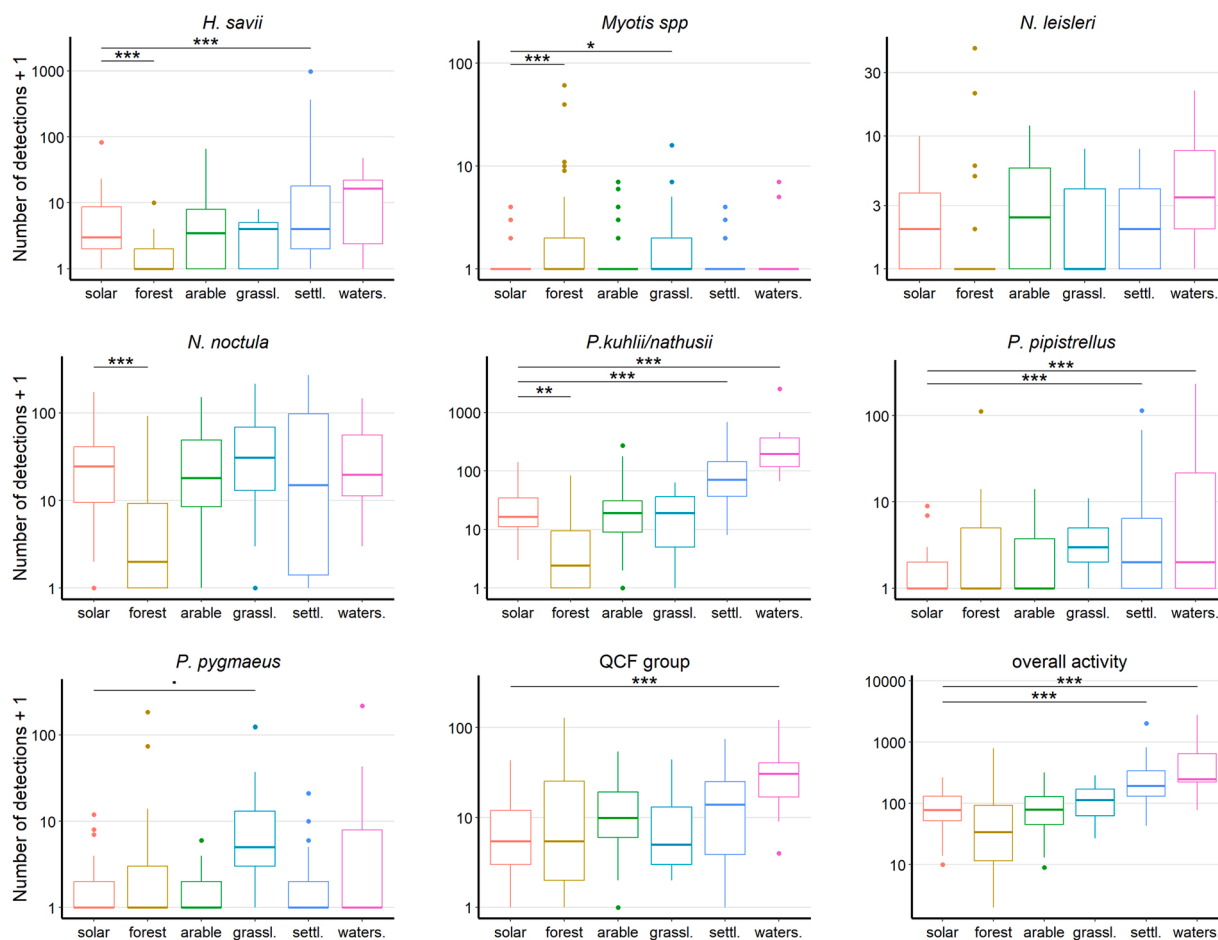 H. savii
Myotis spp
N. leisleri
Number of detections + 1
1000
100
10
1
***
***
solar forest arable grassl. settl. waters.
100
10
1
*
***
solar forest arable grassl. settl. waters.
30
10
3
1
solar forest arable grassl. settl. waters.
N. noctula
P.kuhlii/nathusii
P. pipistrellus
Number of detections + 1
100
10
1
***
solar forest arable grassl. settl. waters.
1000
100
10
1
***
***
**
solar forest arable grassl. settl. waters.
100
10
1
***
***
solar forest arable grassl. settl. waters.
P. pygmaeus
QCF group
overall activity
Number of detections + 1
100
10
1
.
solar forest arable grassl. settl. waters.
100
10
1
***
solar forest arable grassl. settl. waters.
10000
1000
100
10
***
***
solar forest arable grassl. settl. waters.